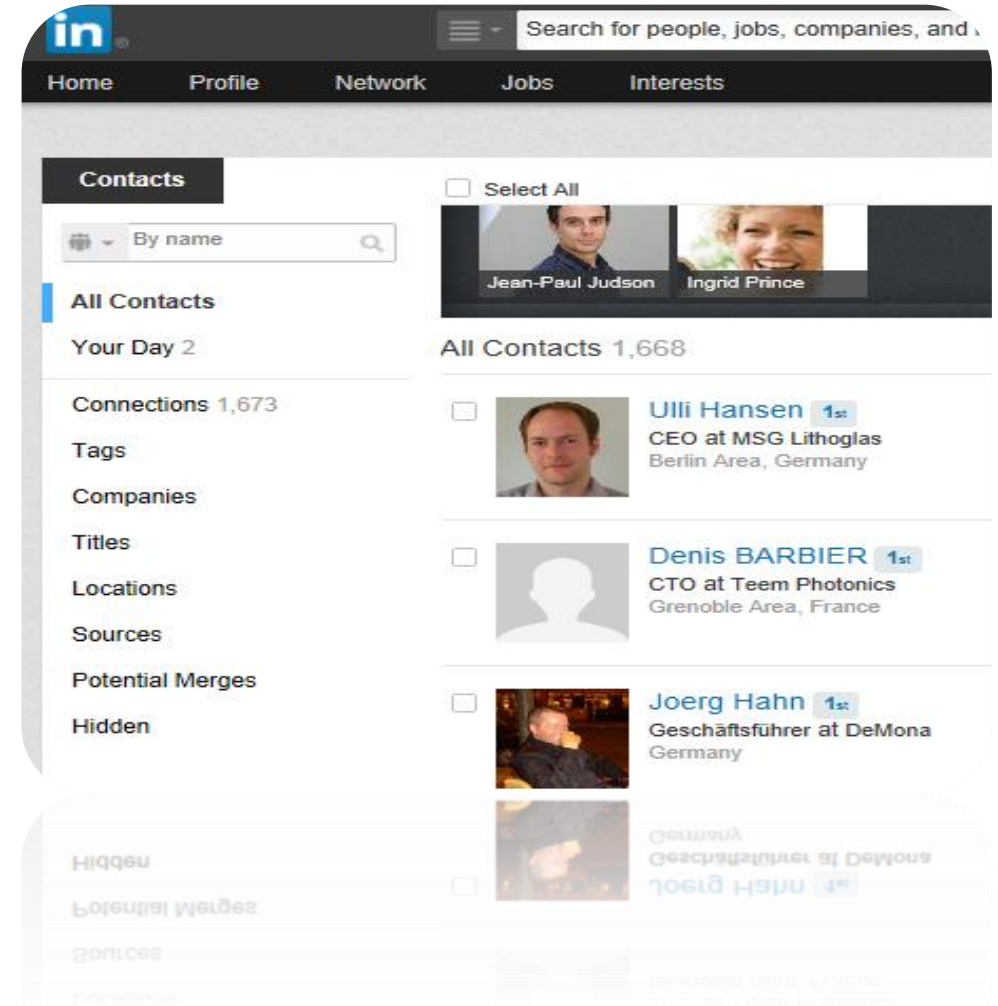 in
Search for people, jobs, companies, and
Home Profile Network Jobs Interests
Contacts
By name
All Contacts
Your Day 2
Connections 1,673
Tags
Companies
Titles
Locations
Sources
Potential Merges
Hidden
Select All
Jean-Paul Judson Ingrid Prince
All Contacts 1,668
Ulli Hansen 1st
CEO at MSG Lithoglas
Berlin Area, Germany
Denis BARBIER 1st
CTO at Teem Photonics
Grenoble Area, France
Joerg Hahn 1st
Geschäftsführer at DeMona
Germany